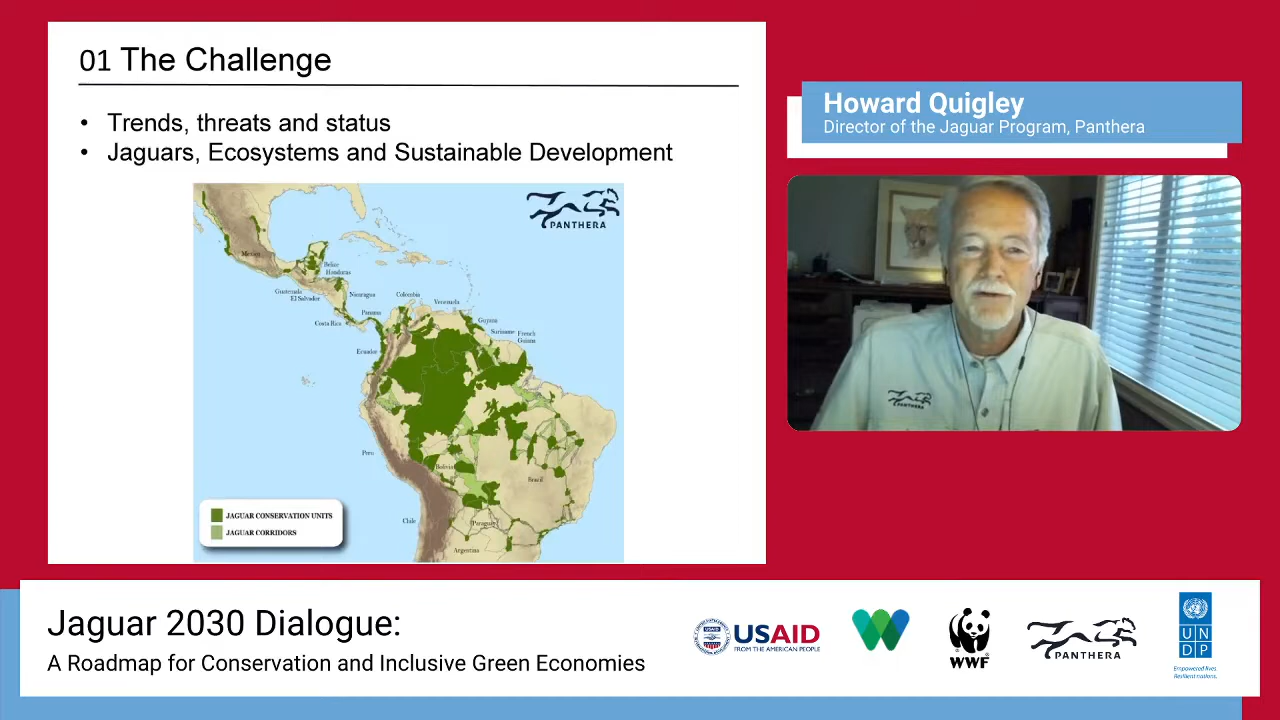 01 The Challenge
• Trends, threats and status
• Jaguars, Ecosystems and Sustainable Development
PANTHERA
Mexico
Belize
Honduras
Guatemala
El Salvador
Nicaragua
Costa Rica
Panama
Colombia
Venezuela
Guyana
Suriname
French
Guiana
Ecuador
Peru
Bolivia
Brazil
Chile
Paraguay
Argentina
JAGUAR CONSERVATION UNITS
JAGUAR CORRIDORS
Howard Quigley
Director of the Jaguar Program, Panthera
PANTHERA
Jaguar 2030 Dialogue:
A Roadmap for Conservation and Inclusive Green Economies
USAID
USAID
FROM THE AMERICAN PEOPLE
WWF
PANTHERA
U N
D P
Empowered lives.
Resilient nations.